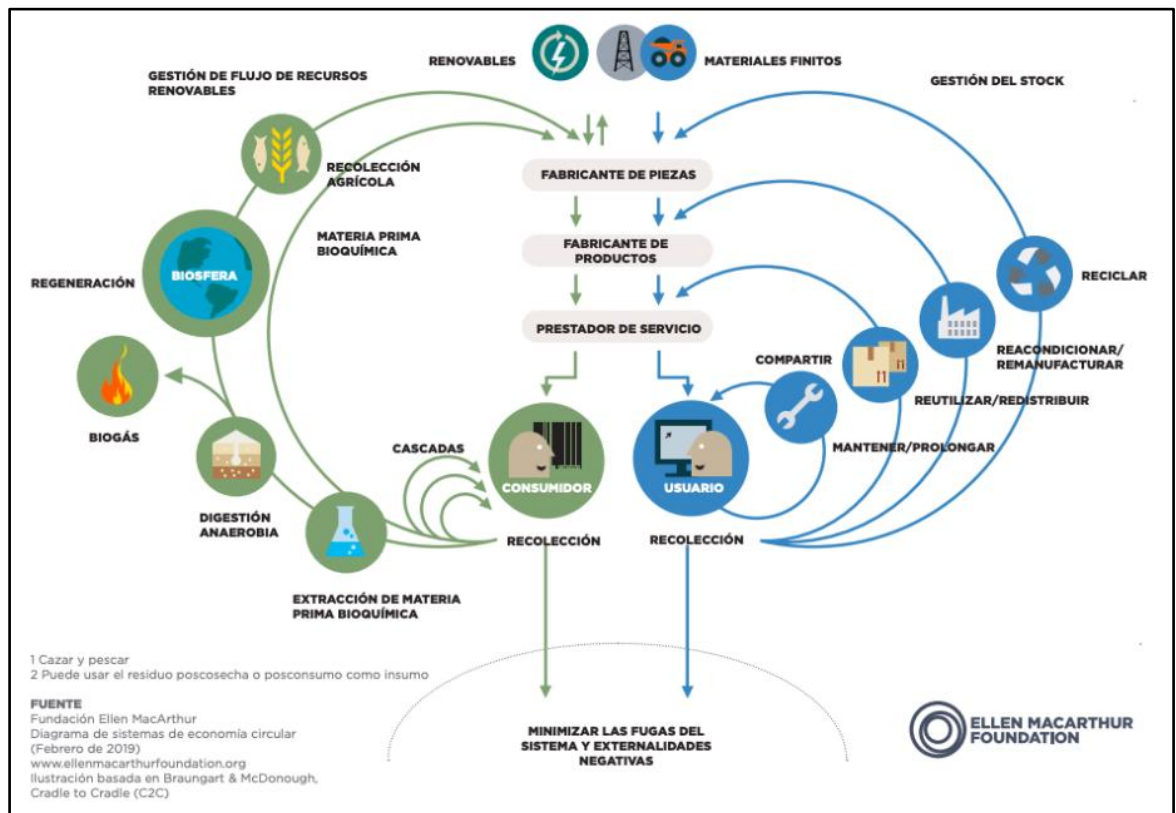 RENOVABLES
MATERIALES FINITOS
GESTIÓN DE FLUJO DE RECURSOS
RENOVABLES
GESTIÓN DEL STOCK
RECOLECCIÓN
AGRÍCOLA
FABRICANTE DE PIEZAS
MATERIA PRIMA
BIOQUÍMICA
FABRICANTE DE
PRODUCTOS
BIOSFERA
REGENERACIÓN
RECICLAR
PRESTADOR DE SERVICIO
COMPARTIR
REACONDICIONAR/
REMANUFACTURAR
REUTILIZAR/REDISTRIBUIR
BIOGÁS
CASCADAS
MANTENER/PROLONGAR
CONSUMIDOR
USUARIO
DIGESTIÓN
ANAEROBIA
RECOLECCIÓN
RECOLECCIÓN
EXTRACCIÓN DE MATERIA
PRIMA BIOQUÍMICA
1 Cazar y pescar
2 Puede usar el residuo poscosecha o posconsumo como insumo
FUENTE
Fundación Ellen MacArthur
Diagrama de sistemas de economía circular
(Febrero de 2019)
www.ellenmacarthurfoundation.org
Ilustración basada en Braungart & McDonough,
Cradle to Cradle (C2C)
MINIMIZAR LAS FUGAS DEL
SISTEMA Y EXTERNALIDADES
NEGATIVAS
ELLEN MACARTHUR
FOUNDATION